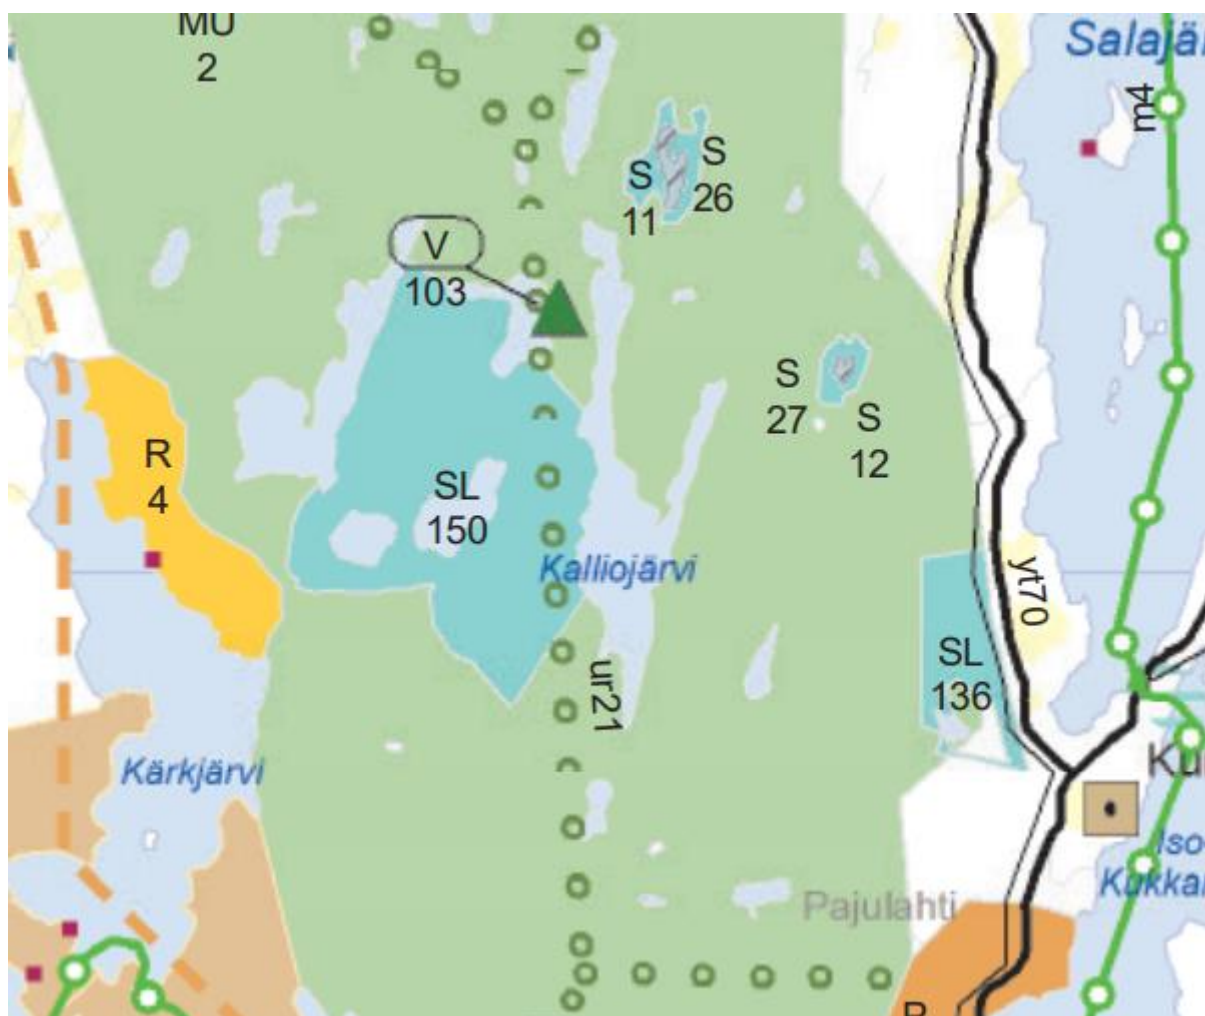 MU
2
Salajär
m4
S
S
11
26
V
103
S
27
S
12
R
4
SL
150
Kalliojärvi
yt70
SL
136
ur21
Kärkjärvi
Ku
Iso-
Kukka
Pajulahti